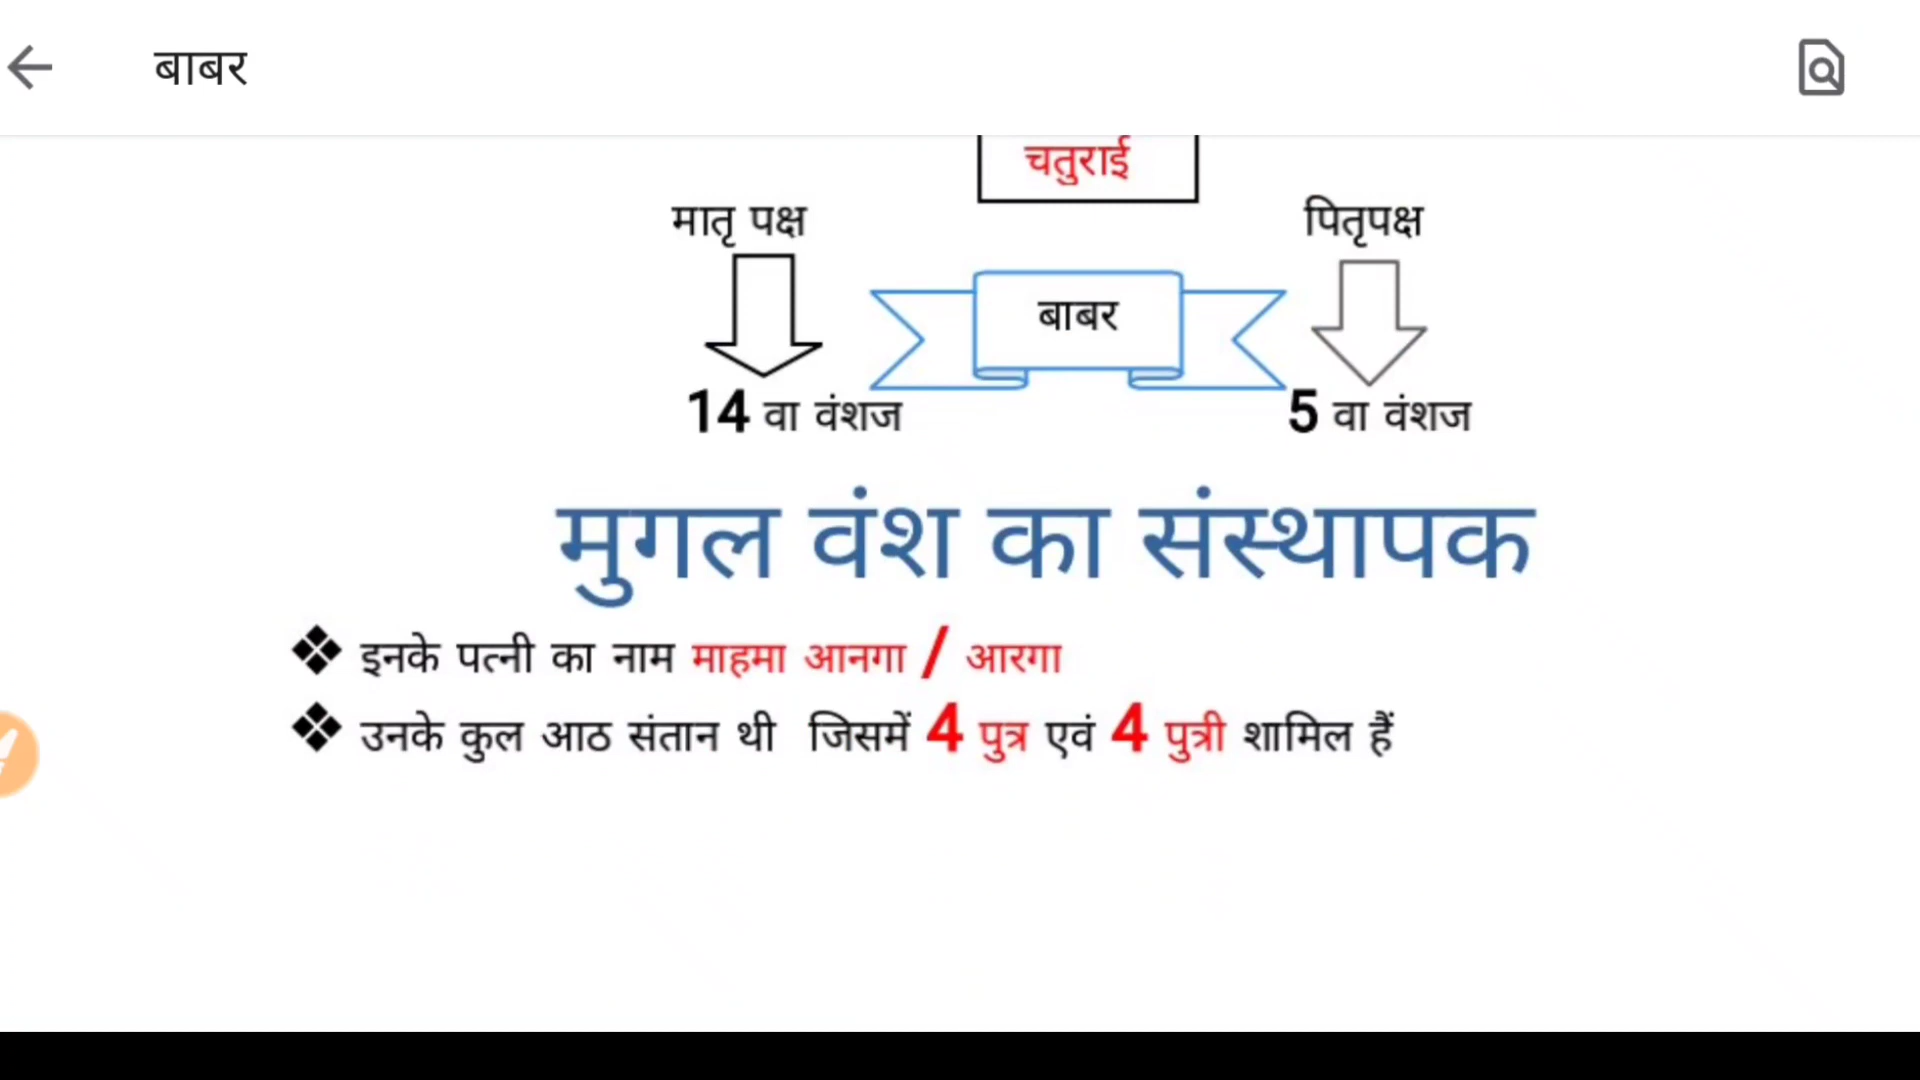 बाबर
चतुराई
मातृ पक्ष
पितृपक्ष
बाबर
14 वा वंशज
5 वा वंशज
मुगल वंश का संस्थापक
❖ इनके पत्नी का नाम माहमा आनगा / आरगा
❖ उनके कुल आठ संतान थी जिसमें 4 पुत्र एवं 4 पुत्री शामिल हैं